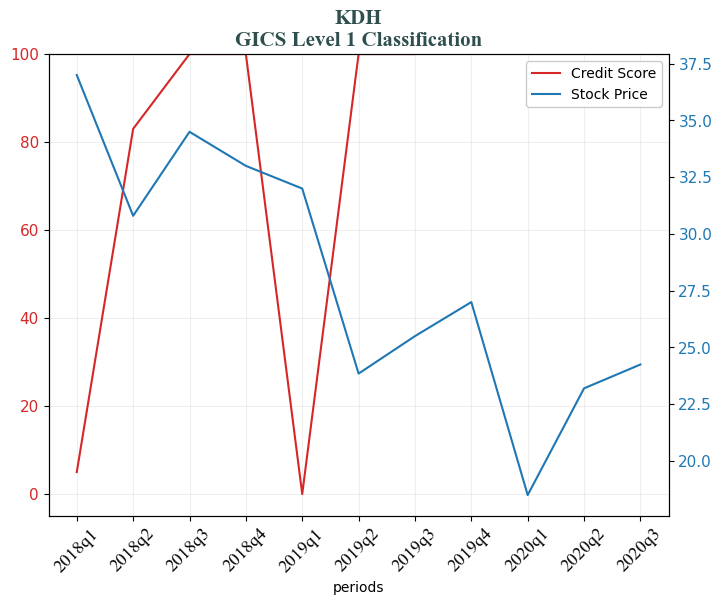 KDH
GICS Level 1 Classification
Credit Score
Stock Price
100
80
60
40
20
0
37.5
35.0
32.5
30.0
27.5
25.0
22.5
20.0
2018q1
2018q2
2018q3
2018q4
2019q1
2019q2
2019q3
2019q4
2020q1
2020q2
2020q3
periods